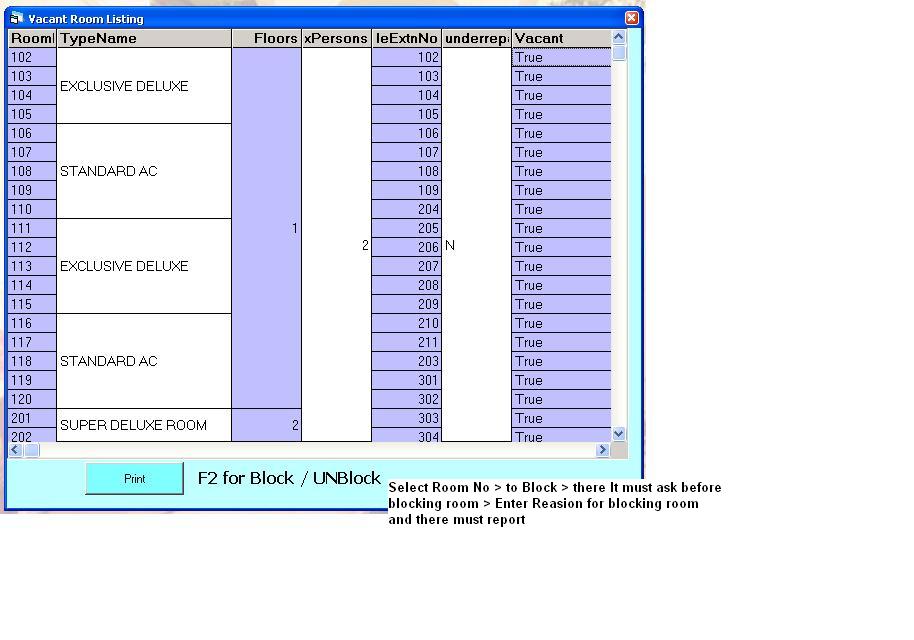 Vacant Room Listing
Rooml TypeName Floors xPersons leExtnNo underrepa Vacant
102 102 True
103 EXCLUSIVE DELUXE 103 True
104 104 True
105 105 True
106 106 True
107 107 True
108 STANDARD AC 108 True
109 109 True
110 204 True
111 1 205 True
112 2 206 N True
113 EXCLUSIVE DELUXE 207 True
114 208 True
115 209 True
116 210 True
117 211 True
118 STANDARD AC 203 True
119 301 True
120 302 True
201 SUPER DELUXE ROOM 2 303 True
202 304 True
Print F2 for Block / UNBlock
Select Room No > to Block > there It must ask before
blocking room > Enter Reasion for blocking room
and there must report